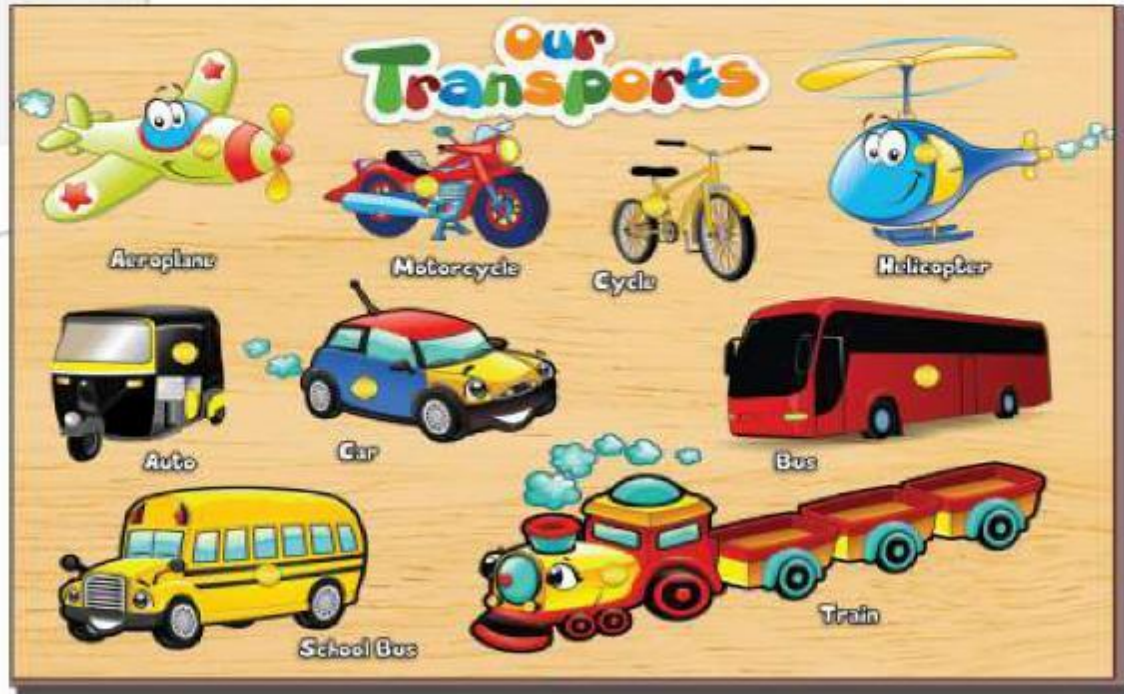 Our
Transports
Aeroplane
Motorcycle
Cycle
Helicopter
Auto
Car
Bus
School Bus
Train